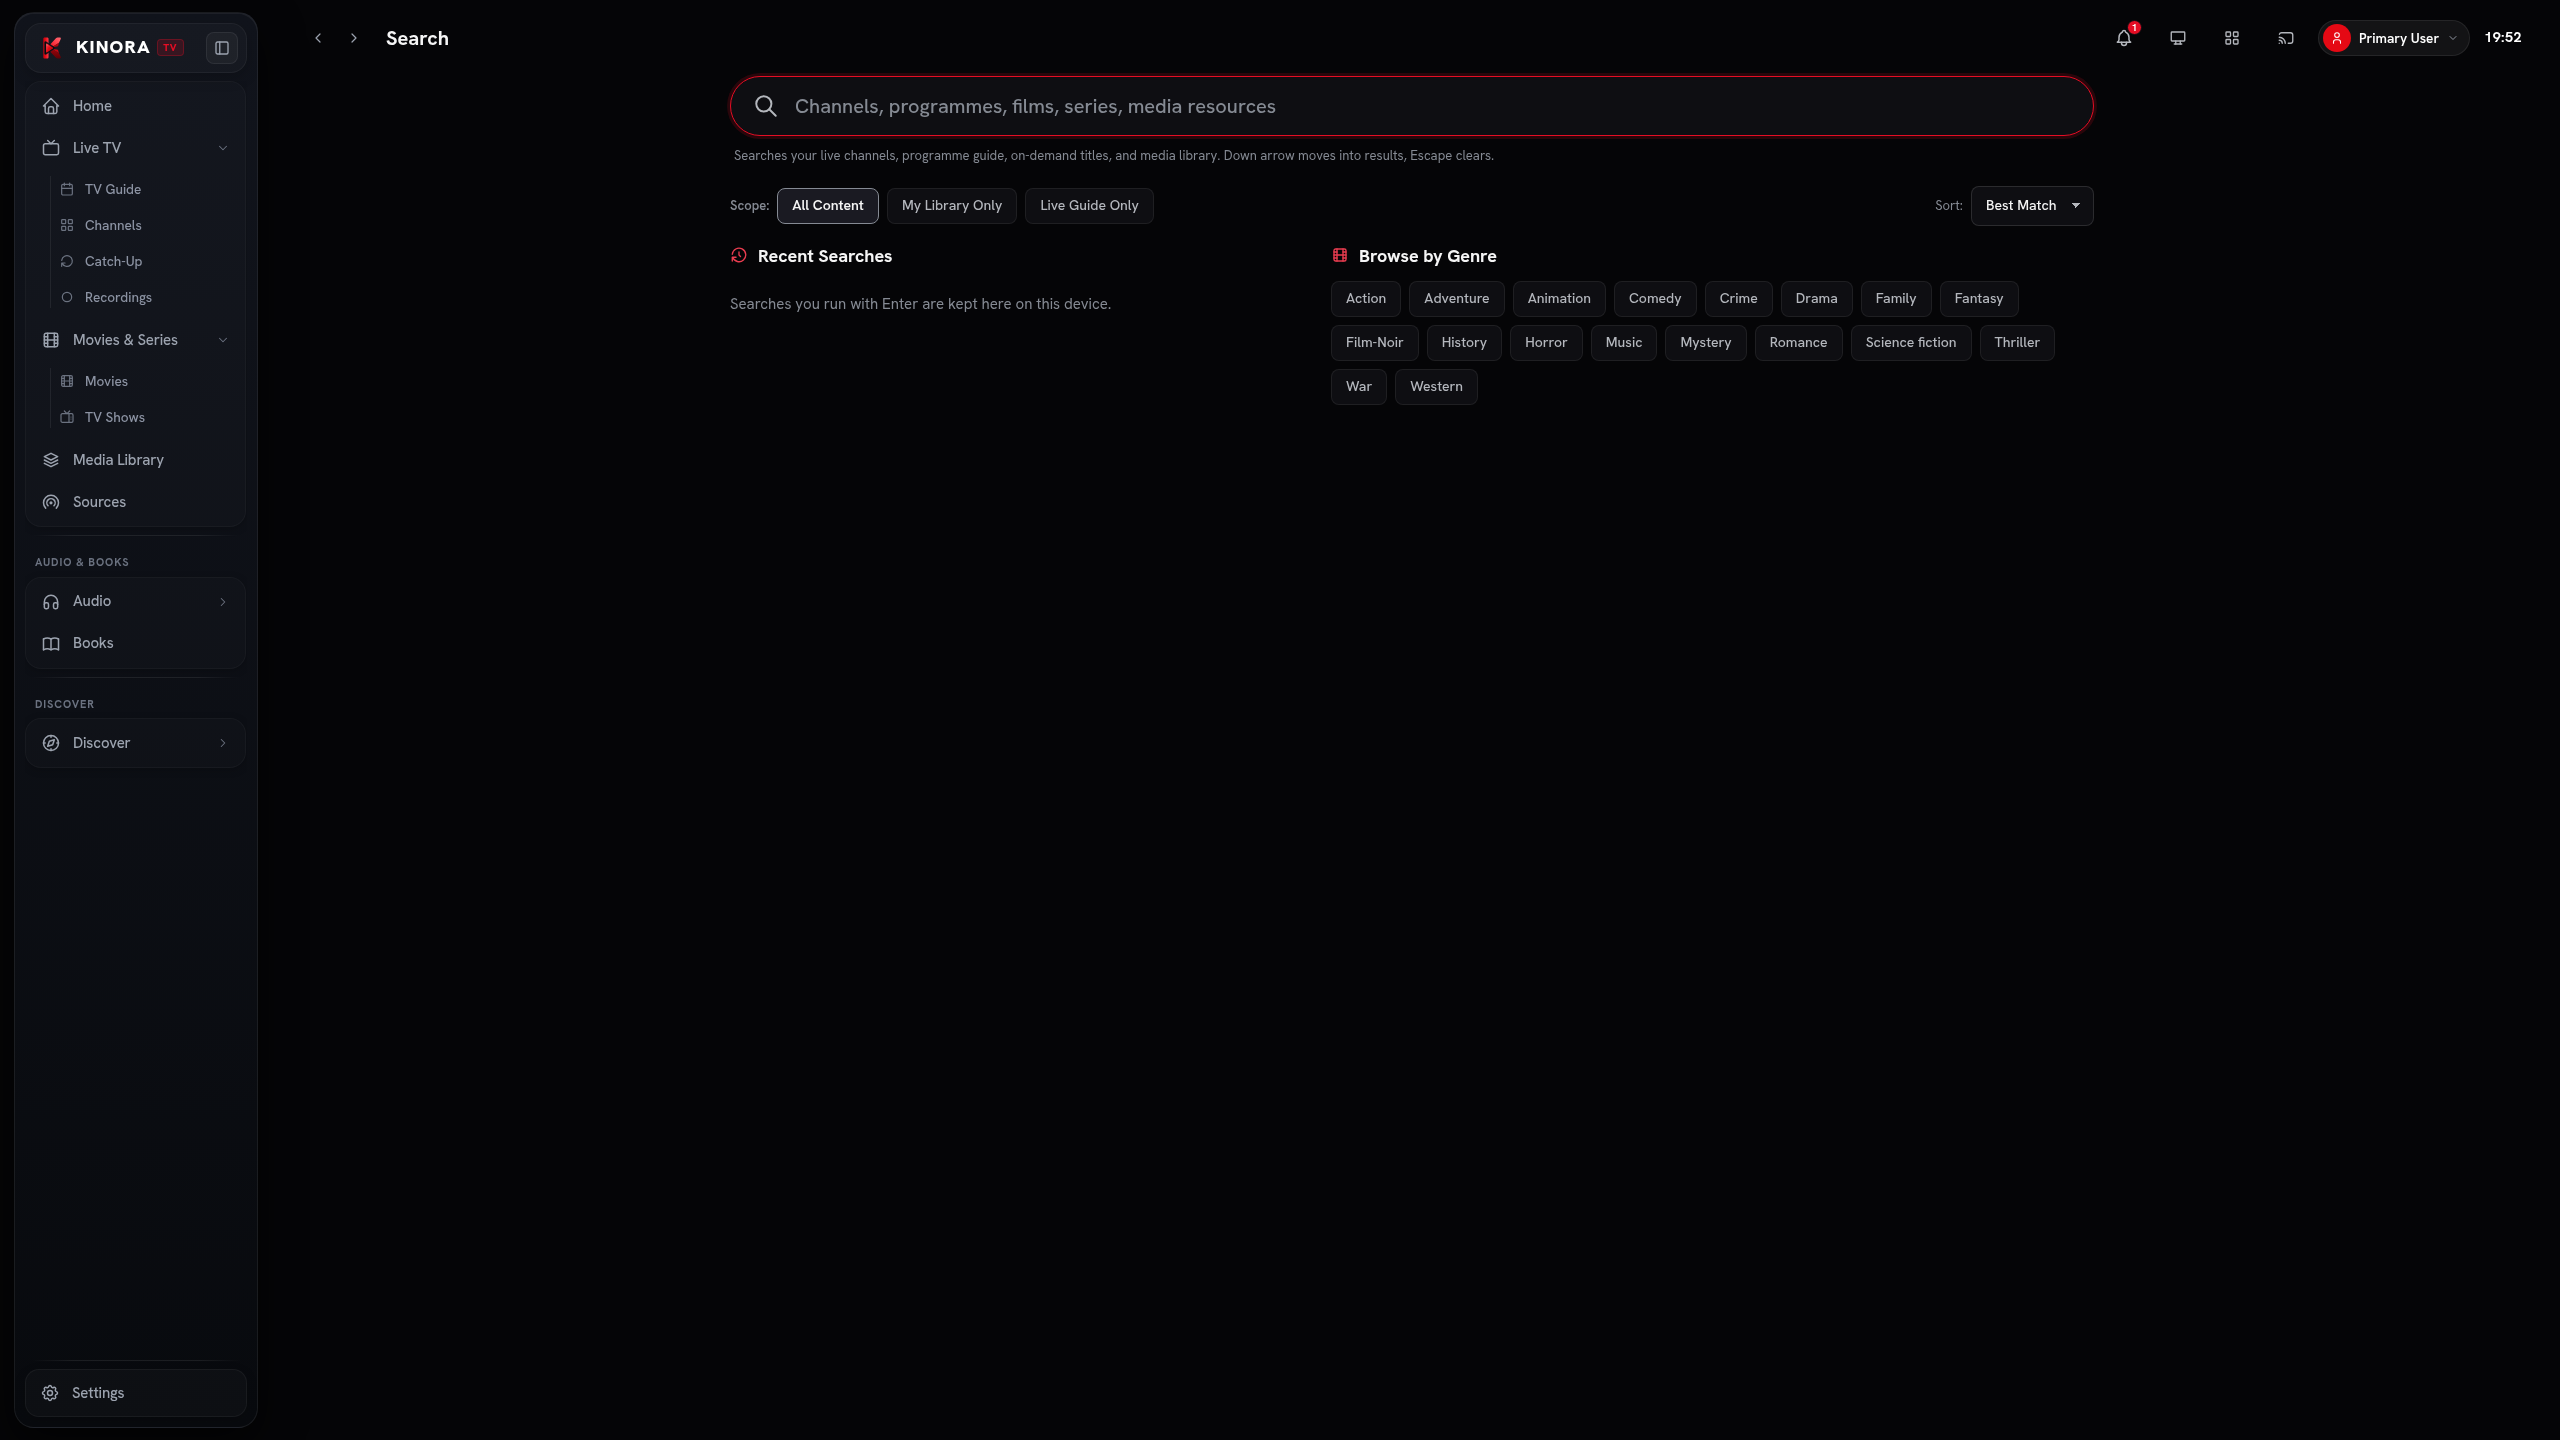 KINORA TV
Home
Live TV
TV Guide
Channels
Catch-Up
Recordings
Movies & Series
Movies
TV Shows
Media Library
Sources
AUDIO & BOOKS
Audio
Books
DISCOVER
Discover
Settings
Search
1
Primary User
19:52
Channels, programmes, films, series, media resources
Searches your live channels, programme guide, on-demand titles, and media library. Down arrow moves into results, Escape clears.
Scope: All Content My Library Only Live Guide Only
Sort: Best Match
Recent Searches
Searches you run with Enter are kept here on this device.
Browse by Genre
Action Adventure Animation Comedy Crime Drama Family Fantasy
Film-Noir History Horror Music Mystery Romance Science fiction Thriller
War Western